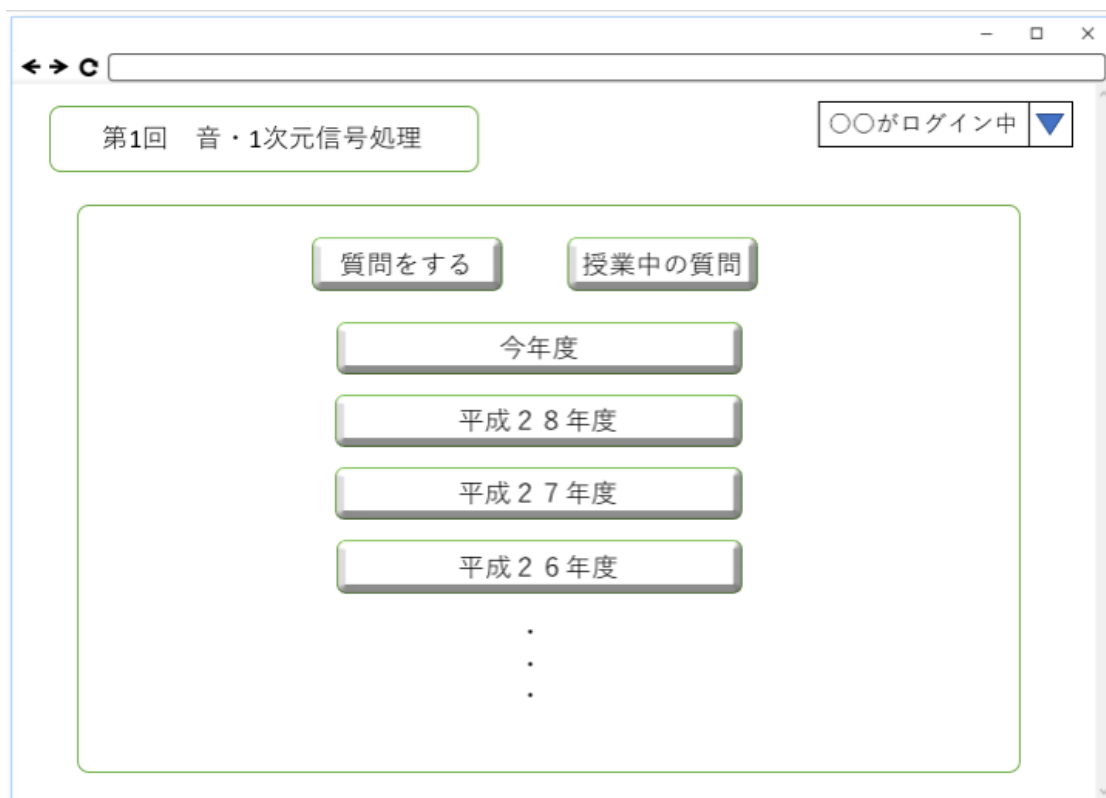 第1回　音・1次元信号処理
〇〇がログイン中
質問をする
授業中の質問
今年度
平成２８年度
平成２７年度
平成２６年度
・
・
・